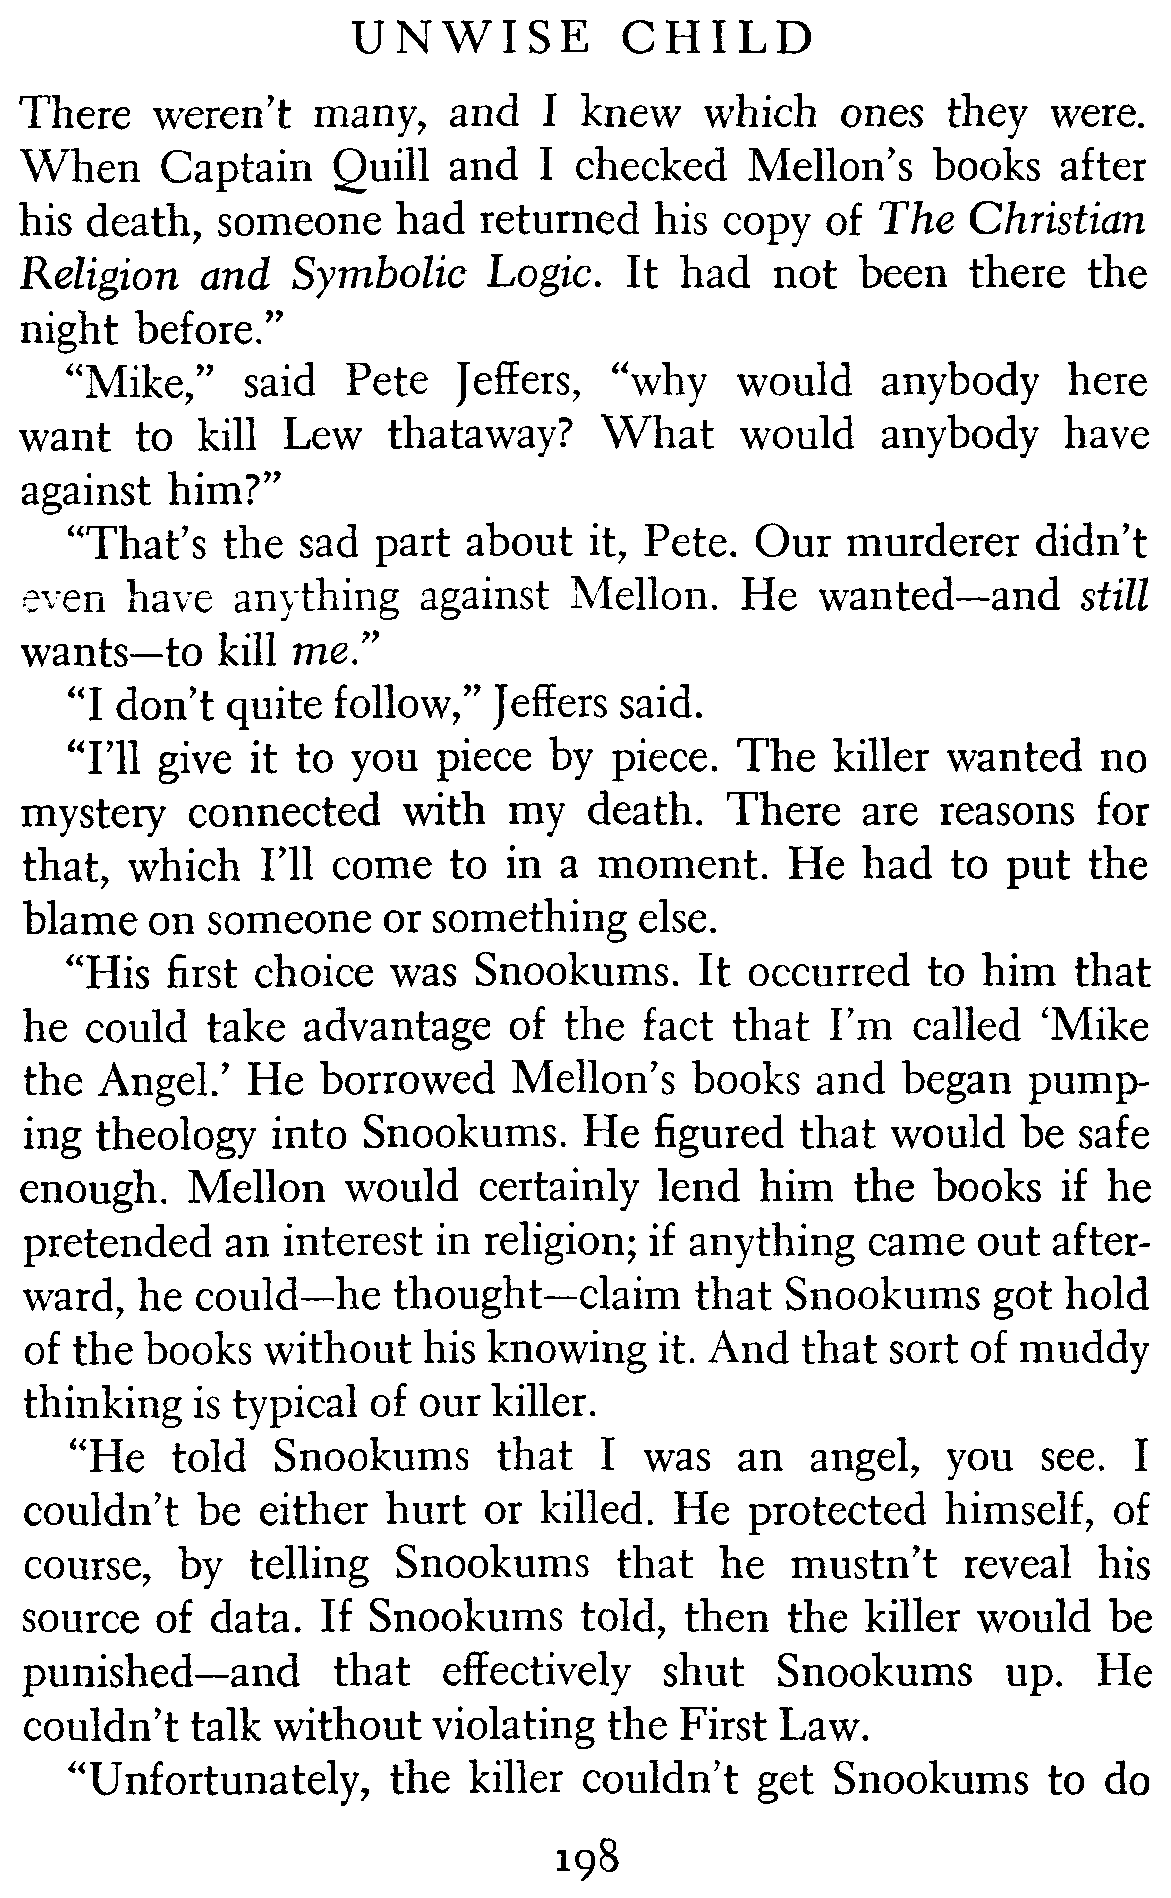 UNWISE CHILD
There weren't many, and I knew which ones they were.
When Captain Quill and I checked Mellon's books after
his death, someone had returned his copy of The Christian
Religion and Symbolic Logic. It had not been there the
night before."
"Mike," said Pete Jeffers, "why would anybody here
want to kill Lew thataway? What would anybody have
against him?"
"That's the sad part about it, Pete. Our murderer didn't
even have anything against Mellon. He wanted—and still
wants—to kill me."
"I don't quite follow," Jeffers said.
"I'll give it to you piece by piece. The killer wanted no
mystery connected with my death. There are reasons for
that, which I'll come to in a moment. He had to put the
blame on someone or something else.
"His first choice was Snookums. It occurred to him that
he could take advantage of the fact that I'm called 'Mike
the Angel.' He borrowed Mellon's books and began pump-
ing theology into Snookums. He figured that would be safe
enough. Mellon would certainly lend him the books if he
pretended an interest in religion; if anything came out after-
ward, he could—he thought—claim that Snookums got hold
of the books without his knowing it. And that sort of muddy
thinking is typical of our killer.
"He told Snookums that I was an angel, you see. I
couldn't be either hurt or killed. He protected himself, of
course, by telling Snookums that he mustn't reveal his
source of data. If Snookums told, then the killer would be
punished—and that effectively shut Snookums up. He
couldn't talk without violating the First Law.
"Unfortunately, the killer couldn't get Snookums to do
198